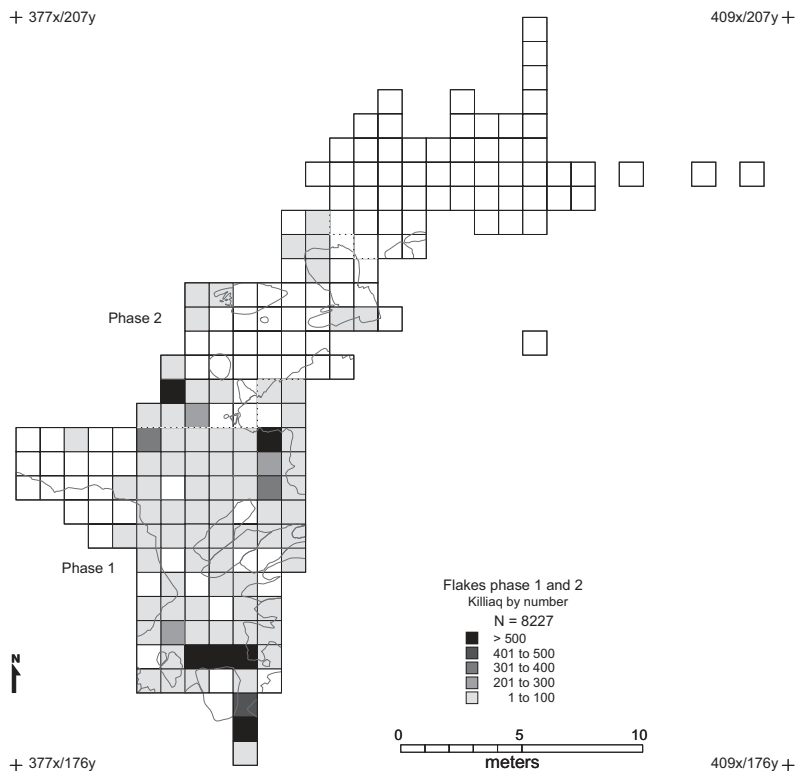 377x/207y
409x/207y
Phase 2
Phase 1
Flakes phase 1 and 2
Killiaq by number
N = 8227
> 500
401 to 500
301 to 400
201 to 300
1 to 100
N
0 5 10
meters
377x/176y
409x/176y